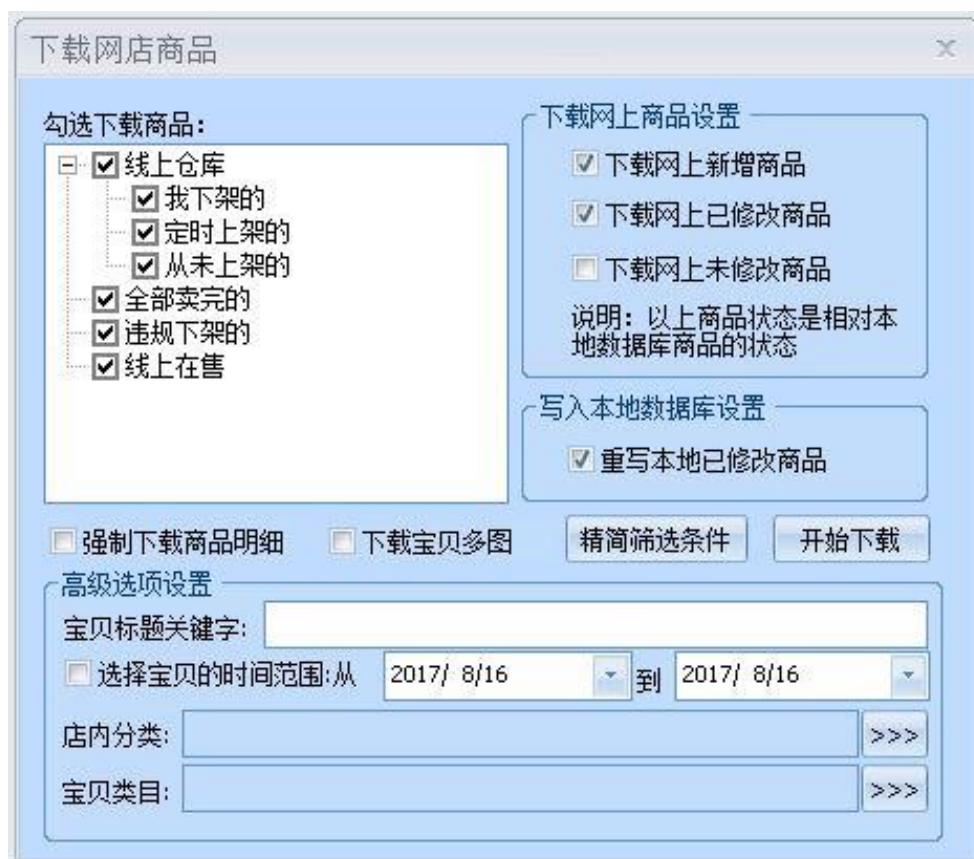 下载网店商品
勾选下载商品:
线上仓库
我下架的
定时上架的
从未上架的
全部卖完的
违规下架的
线上在售
下载网上商品设置
下载网上新增商品
下载网上已修改商品
下载网上未修改商品
说明: 以上商品状态是相对本
地数据库商品的状态
写入本地数据库设置
重写本地已修改商品
强制下载商品明细
下载宝贝多图
精简筛选条件
开始下载
高级选项设置
宝贝标题关键字:
选择宝贝的时间范围:从 2017/ 8/16 到 2017/ 8/16
店内分类: >>>
宝贝类目: >>>